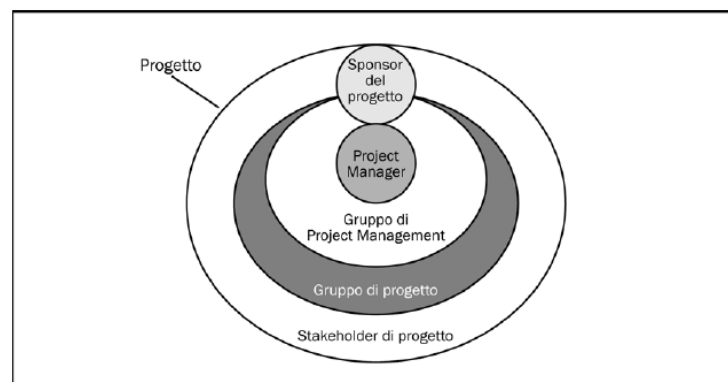 Progetto
Sponsor
del
progetto
Project
Manager
Gruppo di
Project Management
Gruppo di progetto
Stakeholder di progetto